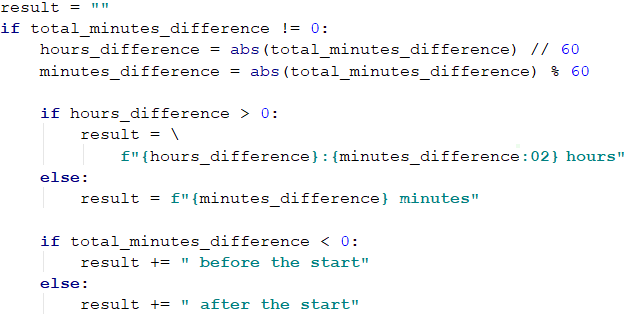 result = ""
if total_minutes_difference != 0:
    hours_difference = abs(total_minutes_difference) // 60
    minutes_difference = abs(total_minutes_difference) % 60

    if hours_difference > 0:
        result = \
            f"{hours_difference}:{minutes_difference:02} hours"
    else:
        result = f"{minutes_difference} minutes"

    if total_minutes_difference < 0:
        result += " before the start"
    else:
        result += " after the start"